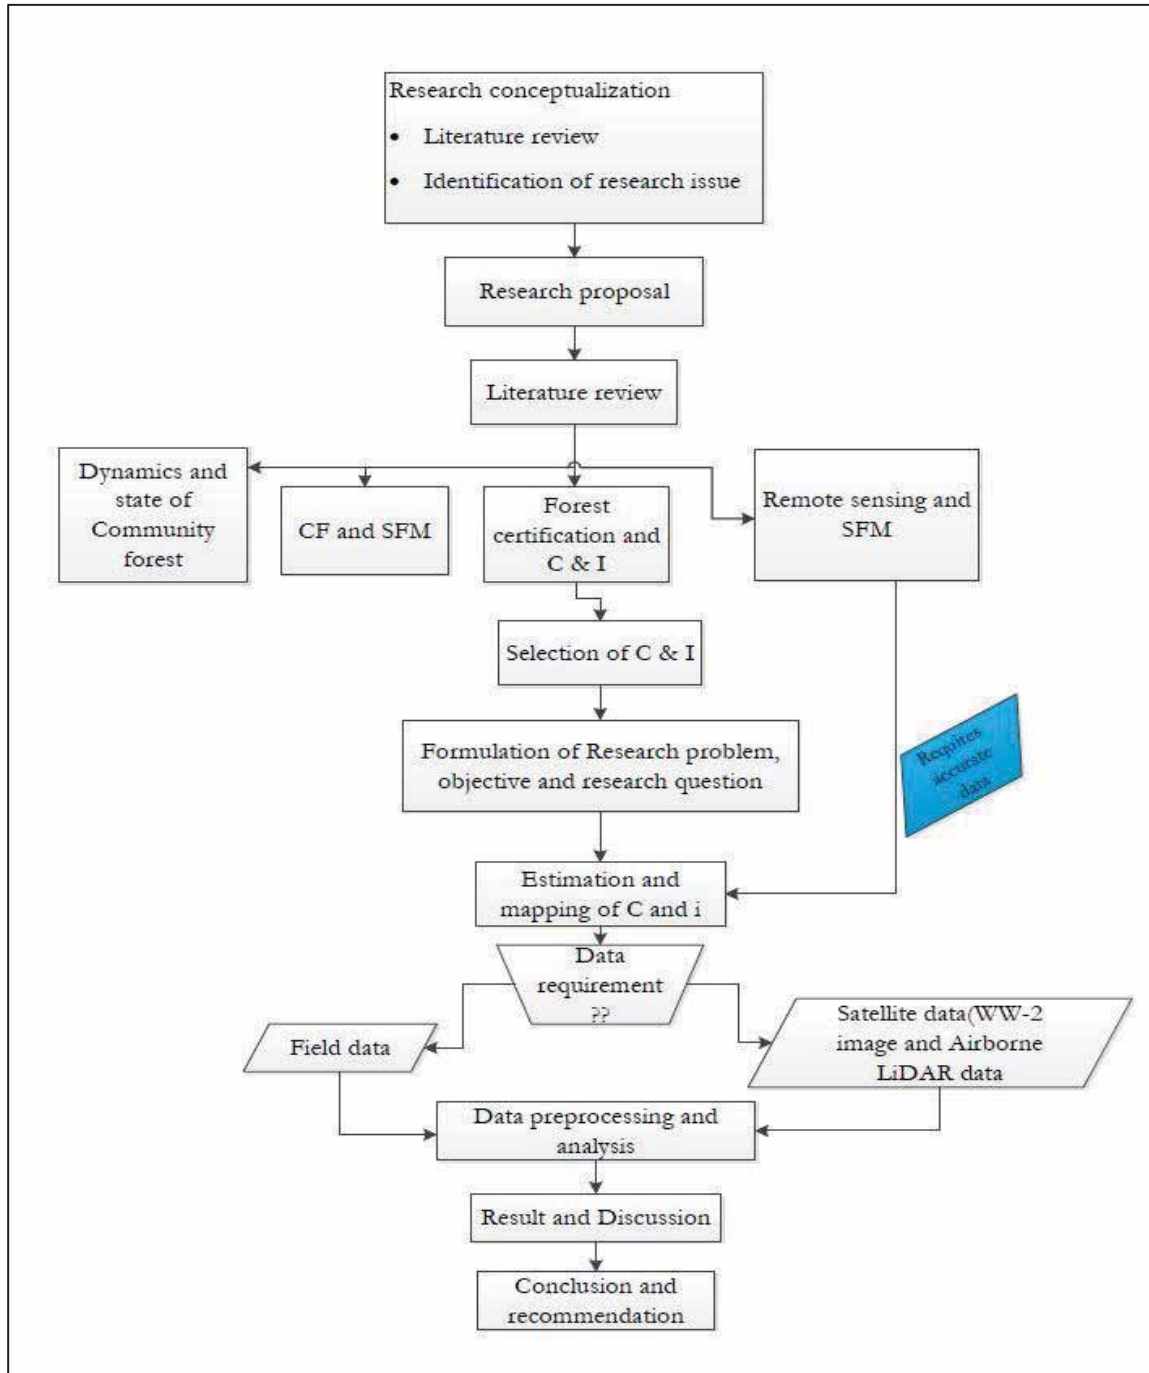 Research conceptualization
• Literature review
• Identification of research issue
Research proposal
Literature review
Dynamics and
state of
Community
forest
CF and SFM
Forest
certification and
C & I
Remote sensing and
SFM
Selection of C & I
Formulation of Research problem,
objective and research question
Requires
accurate
data
Estimation and
mapping of C and i
Data
requirement
??
Field data
Satellite data(WW-2
image and Airborne
LiDAR data
Data preprocessing and
analysis
Result and Discussion
Conclusion and
recommendation